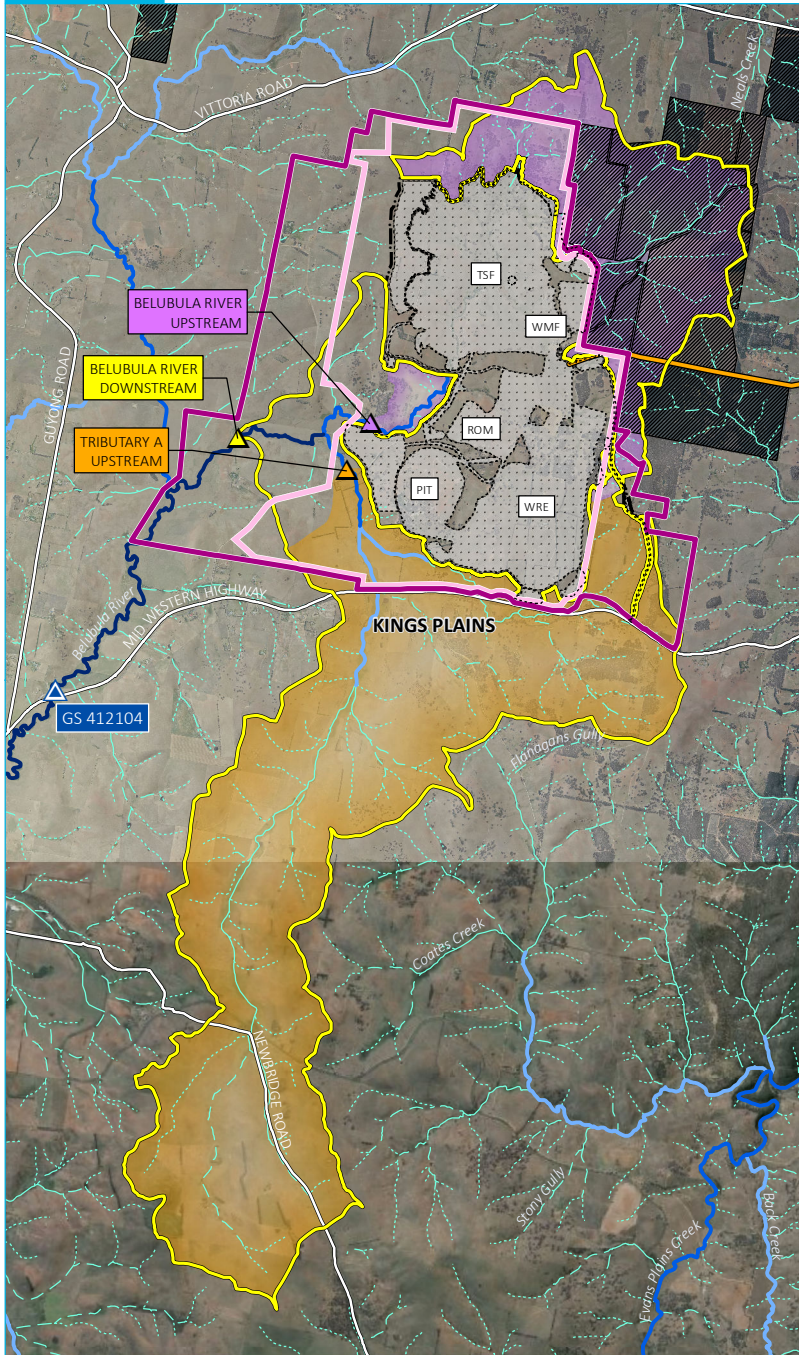 Neals Creek
VITTORIA ROAD
TSF
BELUBULA RIVER
UPSTREAM
WMF
GUYONG ROAD
BELUBULA RIVER
DOWNSTREAM
ROM
TRIBUTARY A
UPSTREAM
PIT
WRE
Belubula River
MID WESTERN HIGHWAY
KINGS PLAINS
GS 412104
Flanagans Gully
Coates Creek
NEWBRIDGE ROAD
Stony Gully
Back Creek
Evans Plains Creek